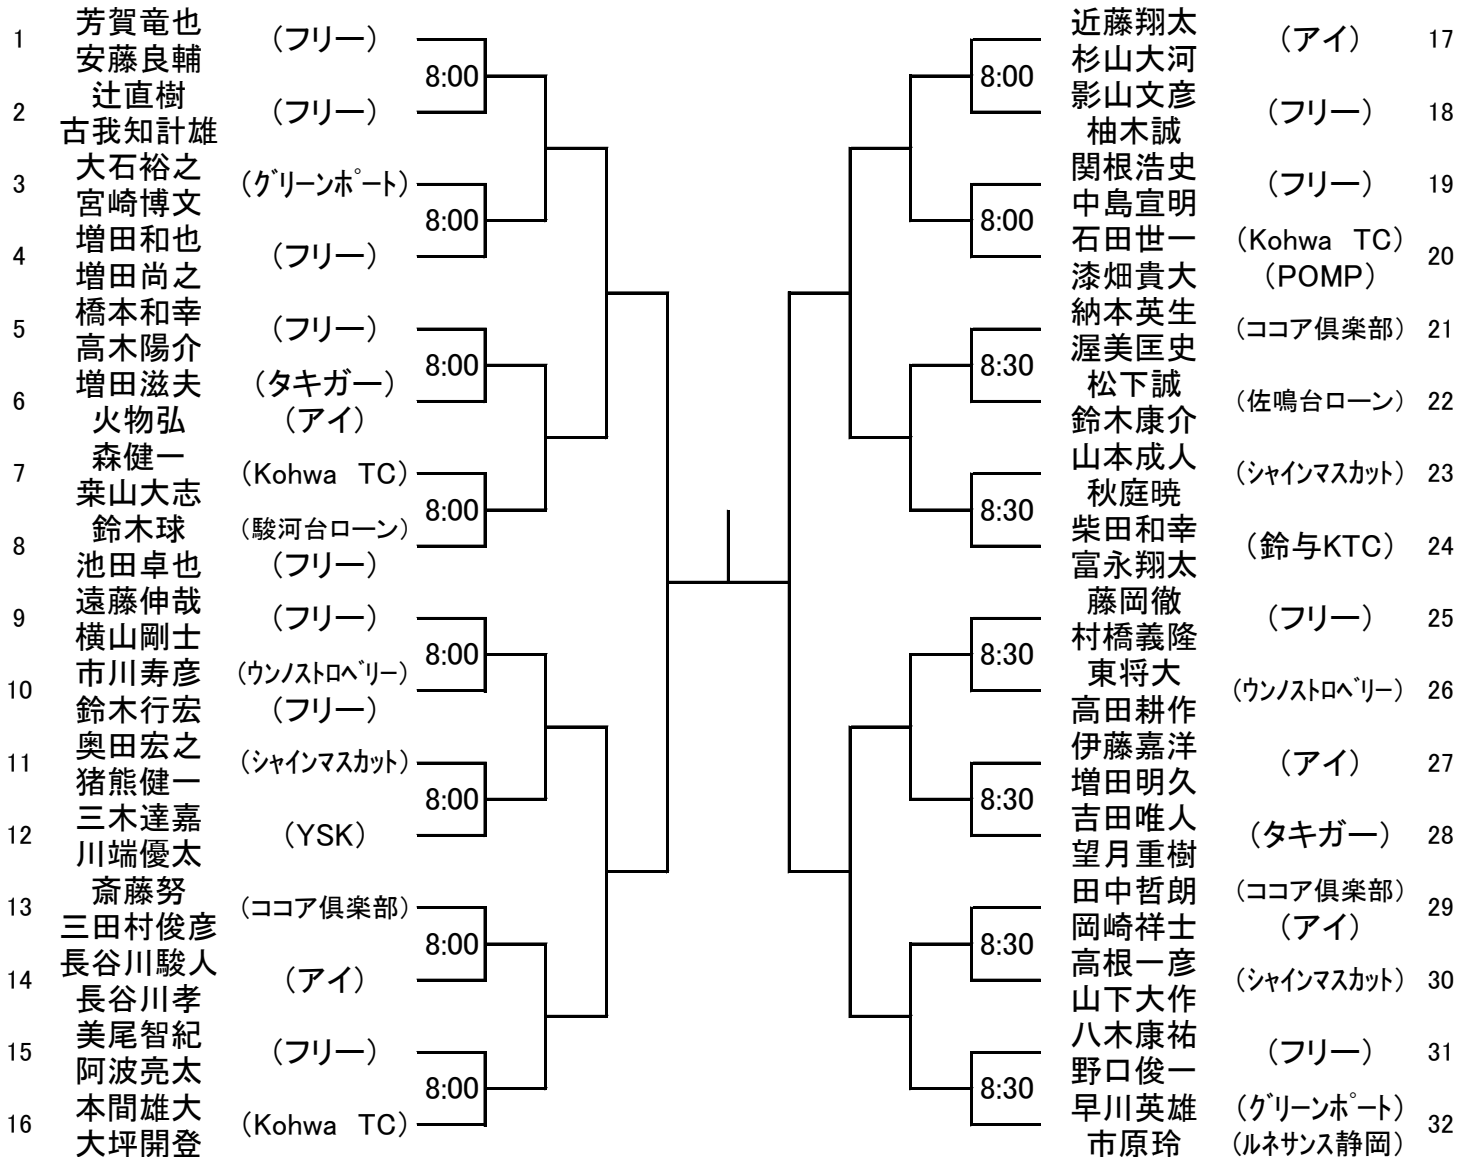 1 芳賀竜也 (フリー)
安藤良輔
8:00
2 辻直樹 (フリー)
古我知計雄
3 大石裕之 (グリーンポート)
宮崎博文
8:00
4 増田和也 (フリー)
増田尚之
5 橋本和幸 (フリー)
高木陽介
8:00
6 増田滋夫 (タキガー)
火物弘 (アイ)
7 森健一 (Kohwa TC)
桒山大志
8:00
8 鈴木球 (駿河台ローン)
池田卓也 (フリー)
9 遠藤伸哉 (フリー)
横山剛士
8:00
10 市川寿彦 (ウンノストロベリー)
鈴木行宏 (フリー)
11 奥田宏之 (シャインマスカット)
猪熊健一
8:00
12 三木達嘉 (YSK)
川端優太
13 斎藤努 (ココア倶楽部)
三田村俊彦
8:00
14 長谷川駿人 (アイ)
長谷川孝
15 美尾智紀 (フリー)
阿波亮太
8:00
16 本間雄大 (Kohwa TC)
大坪開登
近藤翔太 (アイ) 17
杉山大河
8:00
影山文彦 (フリー) 18
柚木誠
関根浩史 (フリー) 19
中島宣明
8:00
石田世一 (Kohwa TC) 20
漆畑貴大 (POMP)
納本英生 (ココア倶楽部) 21
渥美匡史
8:30
松下誠 (佐鳴台ローン) 22
鈴木康介
山本成人 (シャインマスカット) 23
秋庭暁
8:30
柴田和幸 (鈴与KTC) 24
富永翔太
藤岡徹 (フリー) 25
村橋義隆
8:30
東将大 (ウンノストロベリー) 26
高田耕作
伊藤嘉洋 (アイ) 27
増田明久
8:30
吉田唯人 (タキガー) 28
望月重樹
田中哲朗 (ココア倶楽部) 29
岡崎祥士 (アイ)
8:30
高根一彦 (シャインマスカット) 30
山下大作
八木康祐 (フリー) 31
野口俊一
8:30
早川英雄 (グリーンポート) 32
市原玲 (ルネサンス静岡)